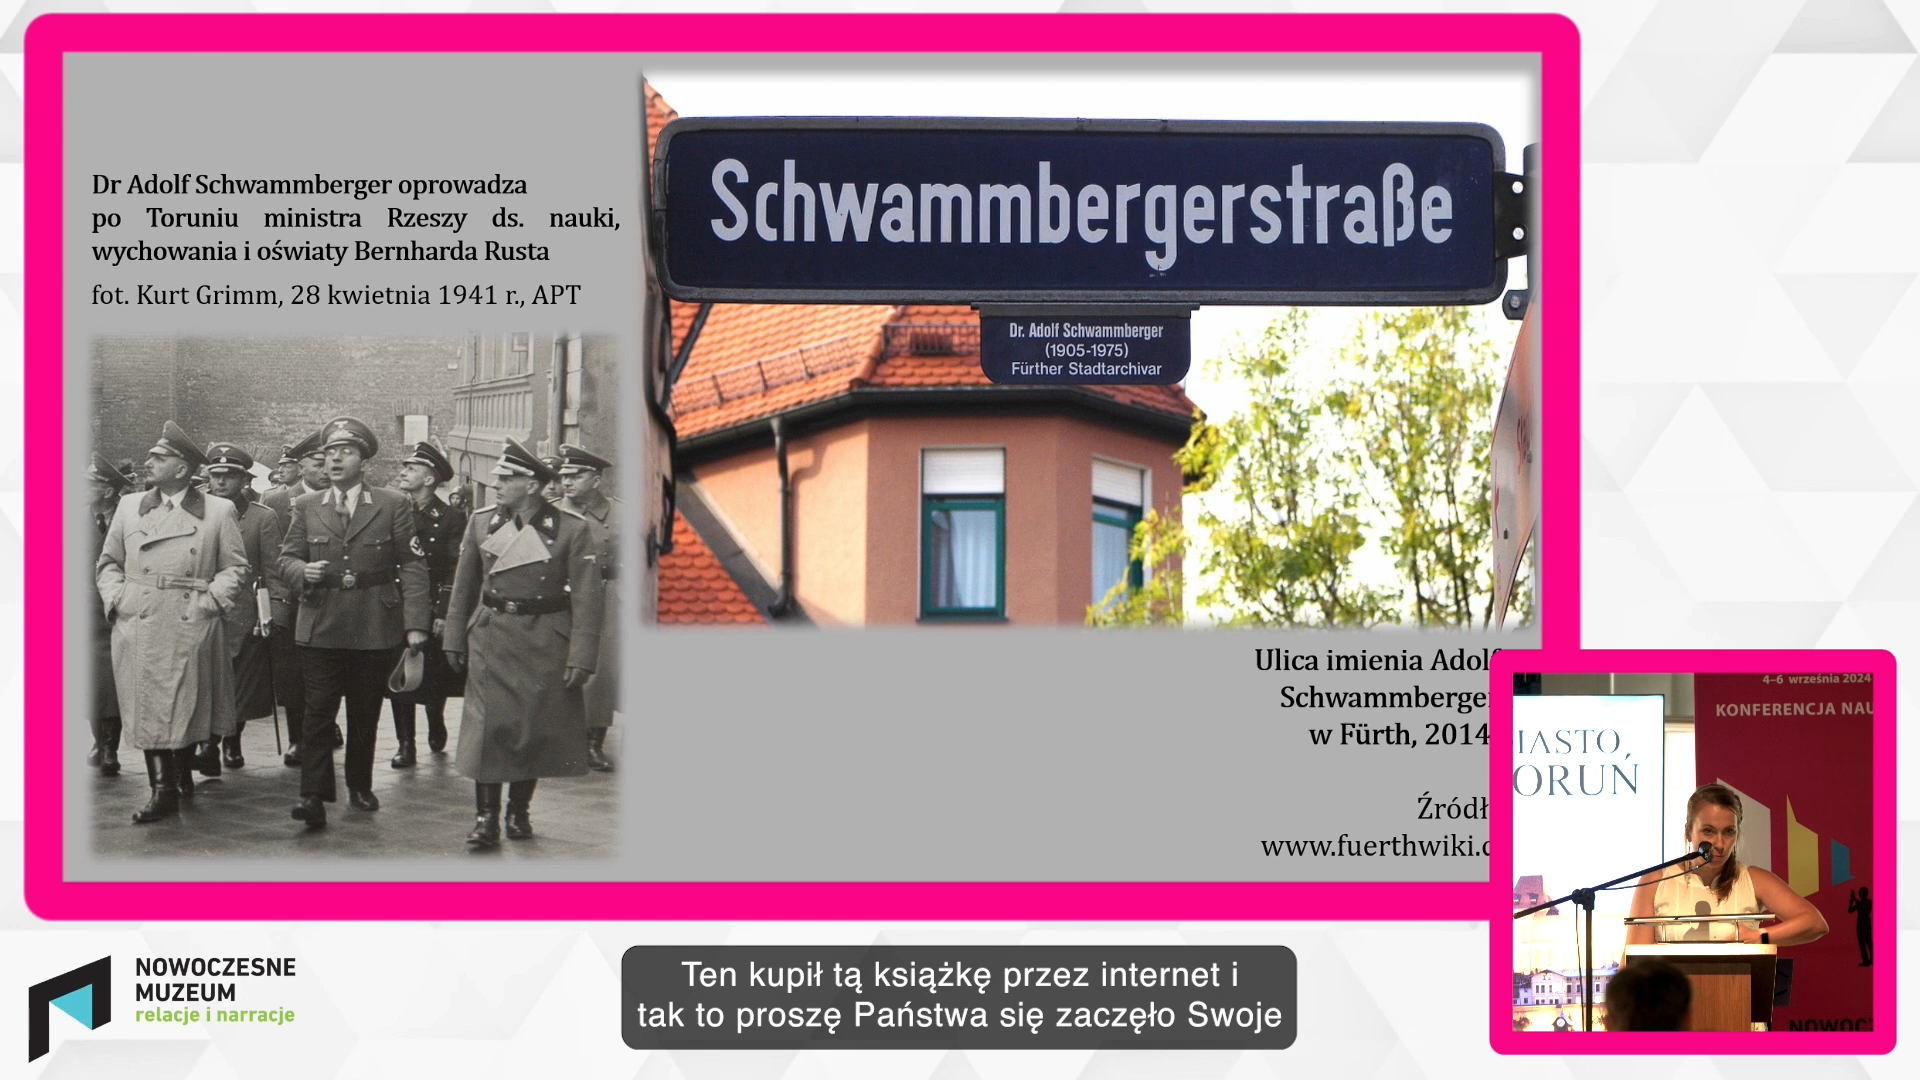 Dr Adolf Schwammberger oprowadza
po Toruniu ministra Rzeszy ds. nauki,
wychowania i oświaty Bernharda Rusta
fot. Kurt Grimm, 28 kwietnia 1941 r., APT
Schwammbergerstraße
Dr. Adolf Schwammberger
(1905-1975)
Fürther Stadtarchivar
Ulica imienia Adolf
Schwammberge
w Fürth, 2014
Źródł
www.fuerthwiki.
4–6 września 2024
KONFERENCJA NAU
IASTO,
ORUŃ
NOWOCZ
NOWOCZESNE
MUZEUM
relacje i narracje
Ten kupił tą książkę przez internet i
tak to proszę Państwa się zaczęło Swoje